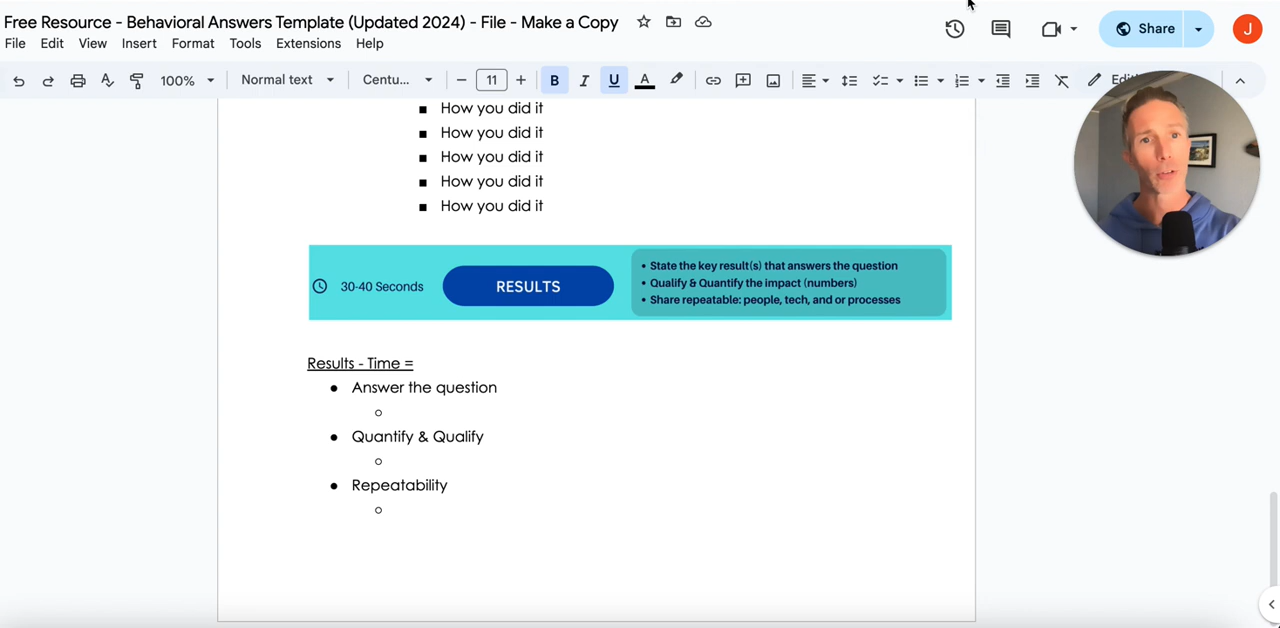 Free Resource - Behavioral Answers Template (Updated 2024) - File - Make a Copy
File Edit View Insert Format Tools Extensions Help
Share
J
100% Normal text Centu... 11 B I U A
How you did it
How you did it
How you did it
How you did it
How you did it
30-40 Seconds
RESULTS
• State the key result(s) that answers the question
• Qualify & Quantify the impact (numbers)
• Share repeatable: people, tech, and or processes
Results - Time =
● Answer the question
● Quantify & Qualify
● Repeatability